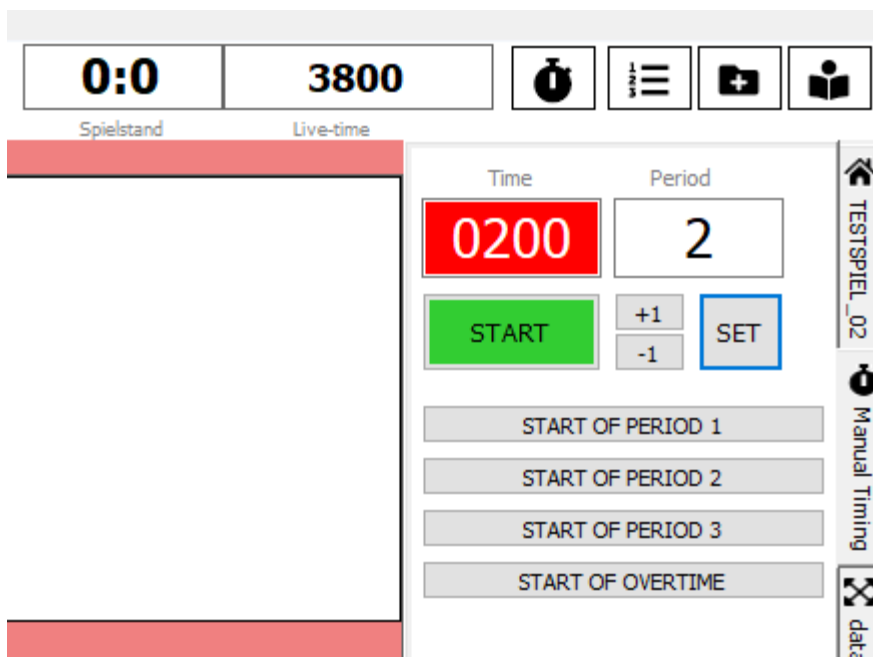 0:0
3800
Spielstand
Live-time
Time
Period
0200
2
START
+1
-1
SET
START OF PERIOD 1
START OF PERIOD 2
START OF PERIOD 3
START OF OVERTIME
TESTSPIEL_02
Manual Timing
data